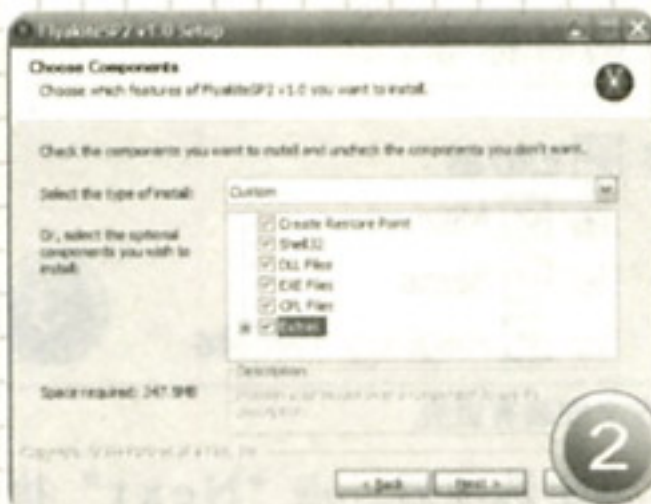 FlyakiteSP2 v1.0 Setup
Choose Components
Choose which features of FlyakiteSP2 v1.0 you want to install.
Check the components you want to install and uncheck the components you don't want.
Select the type of install:
Custom
Or, select the optional
components you wish to
install:
Create Restore Point
Shell32
DLL Files
EXE Files
CPL Files
Extras
Description
Space required: 347.9MB
< Back
Next >
2